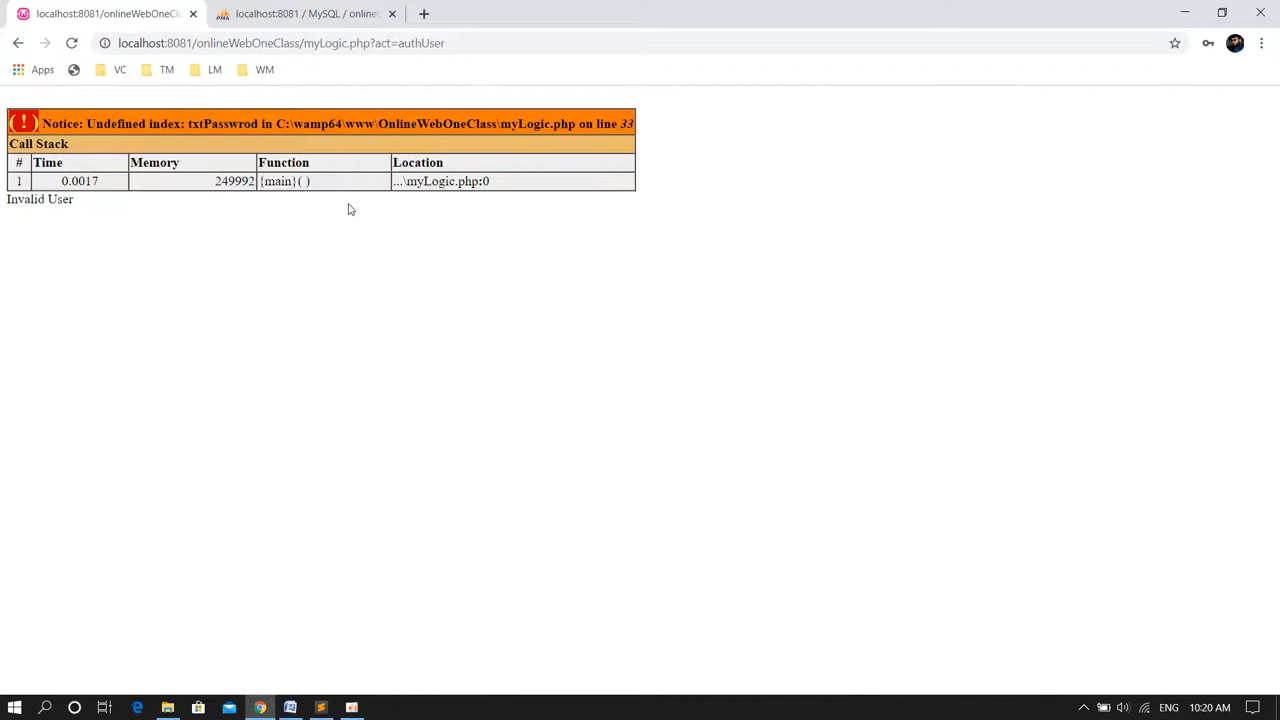 localhost:8081/onlineWebOneCla
localhost:8081 / MySQL / onlinec
localhost:8081/onlineWebOneClass/myLogic.php?act=authUser
Apps VC TM LM WM
(!) Notice: Undefined index: txtPasswrod in C:\wamp64\www\OnlineWebOneClass\myLogic.php on line 33
Call Stack
# Time Memory Function Location
1 0.0017 249992 {main}( ) ...\myLogic.php:0
Invalid User
ENG 10:20 AM